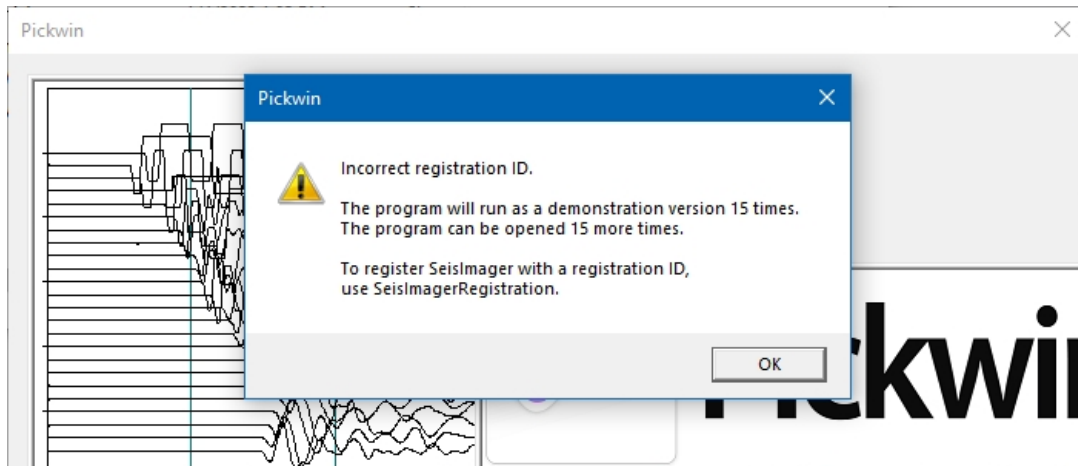 Pickwin
Pickwin
Incorrect registration ID.
The program will run as a demonstration version 15 times.
The program can be opened 15 more times.
To register SeisImager with a registration ID,
use SeisImagerRegistration.
OK